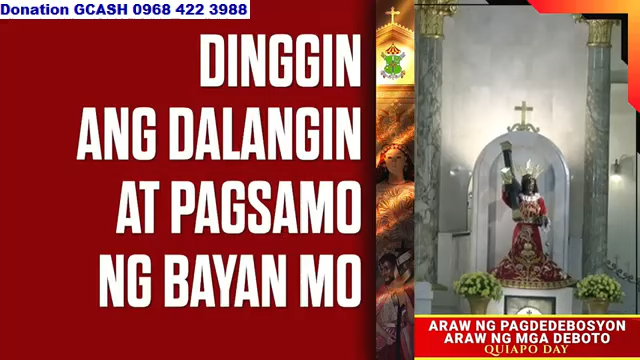 Donation GCASH 0968 422 3988
DINGGIN
ANG DALANGIN
AT PAGSAMO
NG BAYAN MO
ARAW NG PAGDEDEBOSYON
ARAW NG MGA DEBOTO
QUIAPO DAY